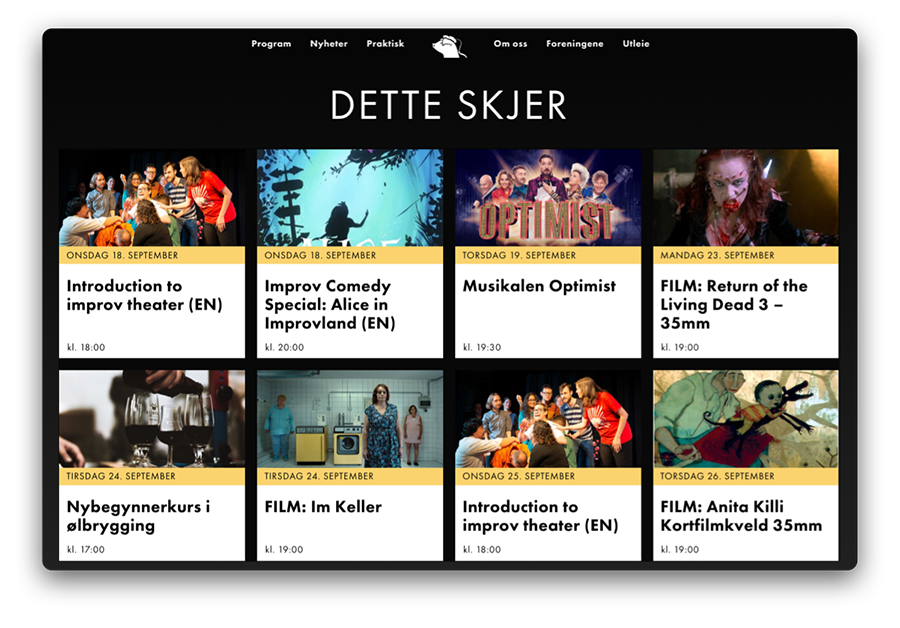 Program Nyheter Praktisk Om oss Foreningene Utleie
DETTE SKJER
OPTIMIST
ONSDAG 18. SEPTEMBER
Introduction to
improv theater (EN)
kl. 18:00
ONSDAG 18. SEPTEMBER
Improv Comedy
Special: Alice in
Improvland (EN)
kl. 20:00
TORSDAG 19. SEPTEMBER
Musikalen Optimist
kl. 19:30
MANDAG 23. SEPTEMBER
FILM: Return of the
Living Dead 3 –
35mm
kl. 19:00
TIRSDAG 24. SEPTEMBER
Nybegynnerkurs i
ølbrygging
kl. 17:00
TIRSDAG 24. SEPTEMBER
FILM: Im Keller
kl. 19:00
ONSDAG 25. SEPTEMBER
Introduction to
improv theater (EN)
kl. 18:00
TORSDAG 26. SEPTEMBER
FILM: Anita Killi
Kortfilmkveld 35mm
kl. 19:00